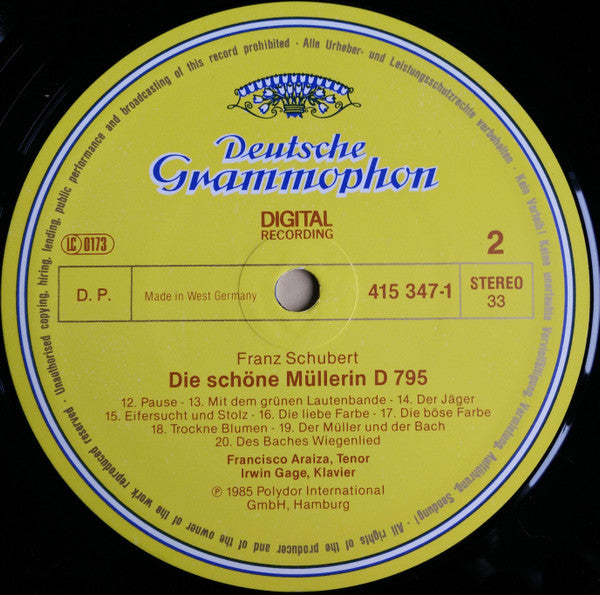 Unauthorised copying, hiring, lending, public performance and broadcasting of this record prohibited · Alle Urheber- und Leistungsschutzrechte vorbehalten · Kein Verleih! Keine unerlaubte Vervielfältigung, Vermietung, Aufführung, Sendung! · All rights of the producer and of the owner of the work reproduced reserved ·
Deutsche
Grammophon
DIGITAL
RECORDING
LC 0173
2
D. P.
Made in West Germany
415 347-1
STEREO
33
Franz Schubert
Die schöne Müllerin D 795
12. Pause · 13. Mit dem grünen Lautenbande · 14. Der Jäger
15. Eifersucht und Stolz · 16. Die liebe Farbe · 17. Die böse Farbe
18. Trockne Blumen · 19. Der Müller und der Bach
20. Des Baches Wiegenlied
Francisco Araiza, Tenor
Irwin Gage, Klavier
℗ 1985 Polydor International
GmbH, Hamburg